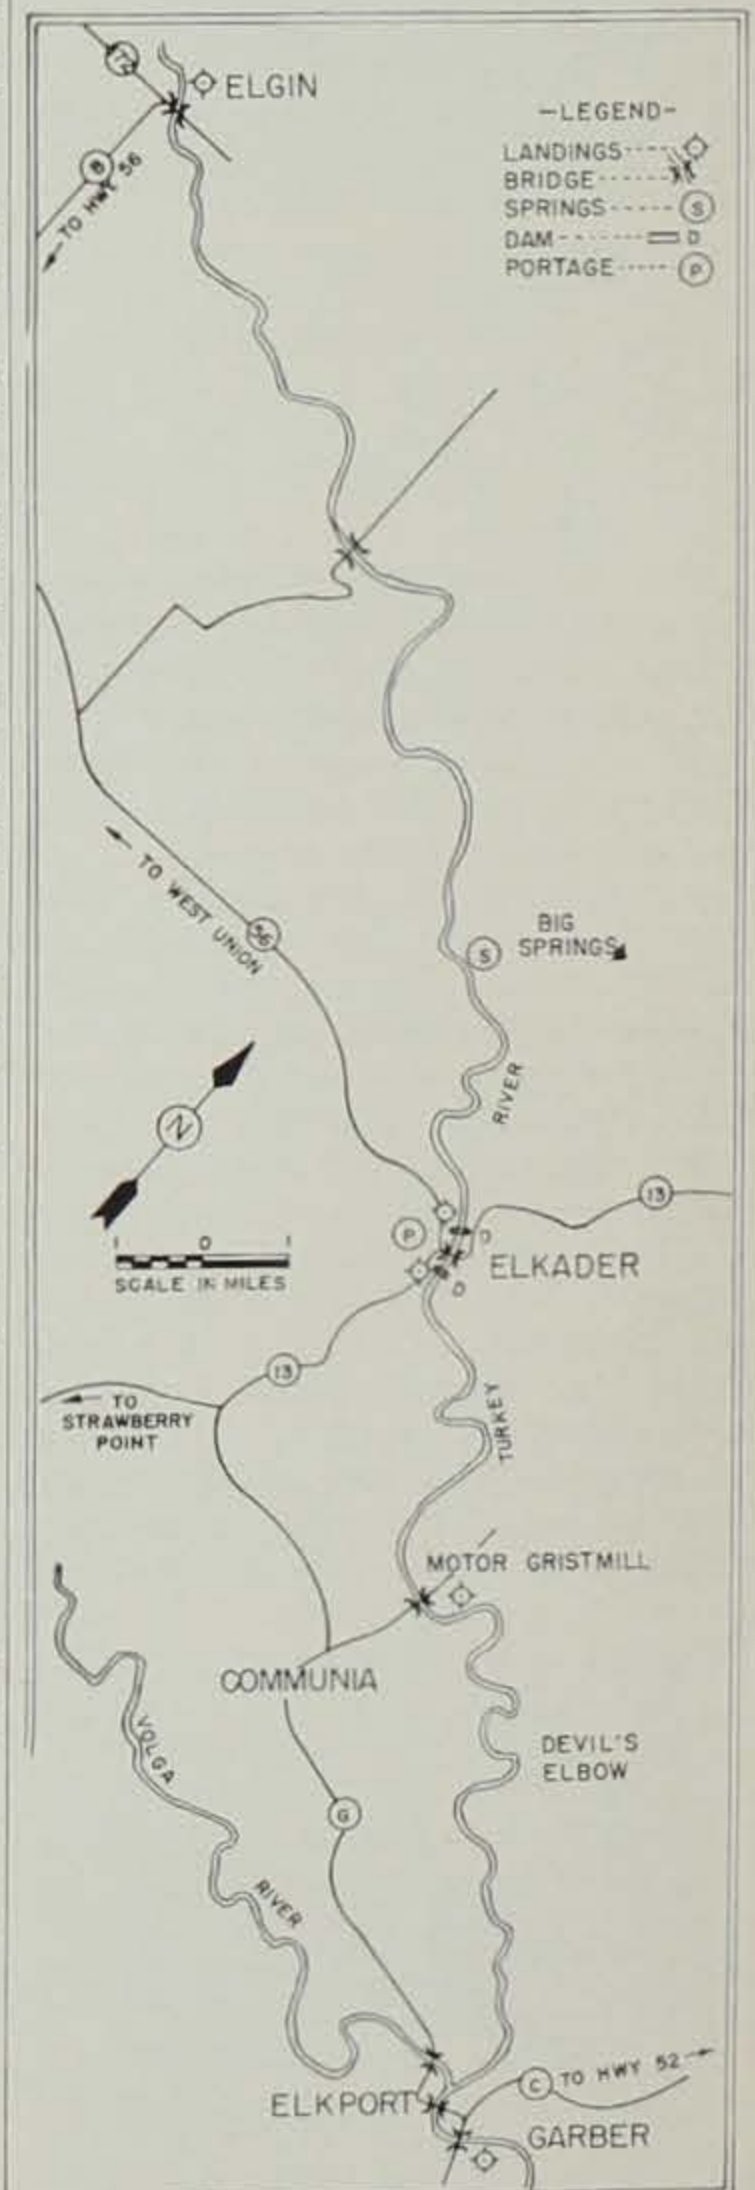 ELGIN
B
TO HWY 56
-LEGEND-
LANDINGS
BRIDGE
SPRINGS S
DAM D
PORTAGE P
TO WEST UNION
56
BIG
SPRINGS
S
RIVER
N
1 0 1
SCALE IN MILES
13
P
D
ELKADER
D
13
TO
STRAWBERRY
POINT
TURKEY
MOTOR GRISTMILL
COMMUNIA
DEVIL'S
ELBOW
VOLGA
G
RIVER
C TO HWY 52
ELKPORT
GARBER